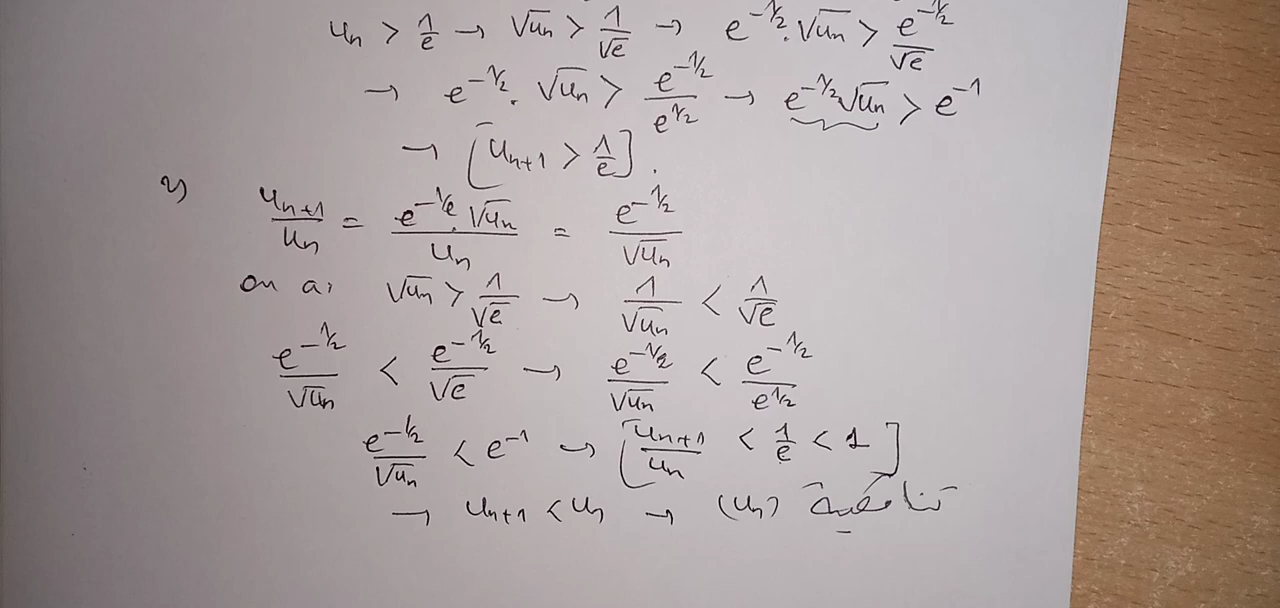 uₙ > 1/e → √uₙ > 1/√e → e^(-1/2) . √uₙ > e^(-1/2)/√e
→ e^(-1/2) . √uₙ > e^(-1/2)/e^(1/2) → e^(-1/2) √uₙ > e^(-1)
→ [uₙ₊₁ > 1/e] .
2) uₙ₊₁/uₙ = e^(-1/2) . √uₙ/uₙ = e^(-1/2)/√uₙ
on a: √uₙ > 1/√e → 1/√uₙ < 1/√e
e^(-1/2)/√uₙ < e^(-1/2)/√e → e^(-1/2)/√uₙ < e^(-1/2)/e^(1/2)
e^(-1/2)/√uₙ < e^(-1) → [uₙ₊₁/uₙ < 1/e < 1]
→ uₙ₊₁ < uₙ → (uₙ) تناقصية